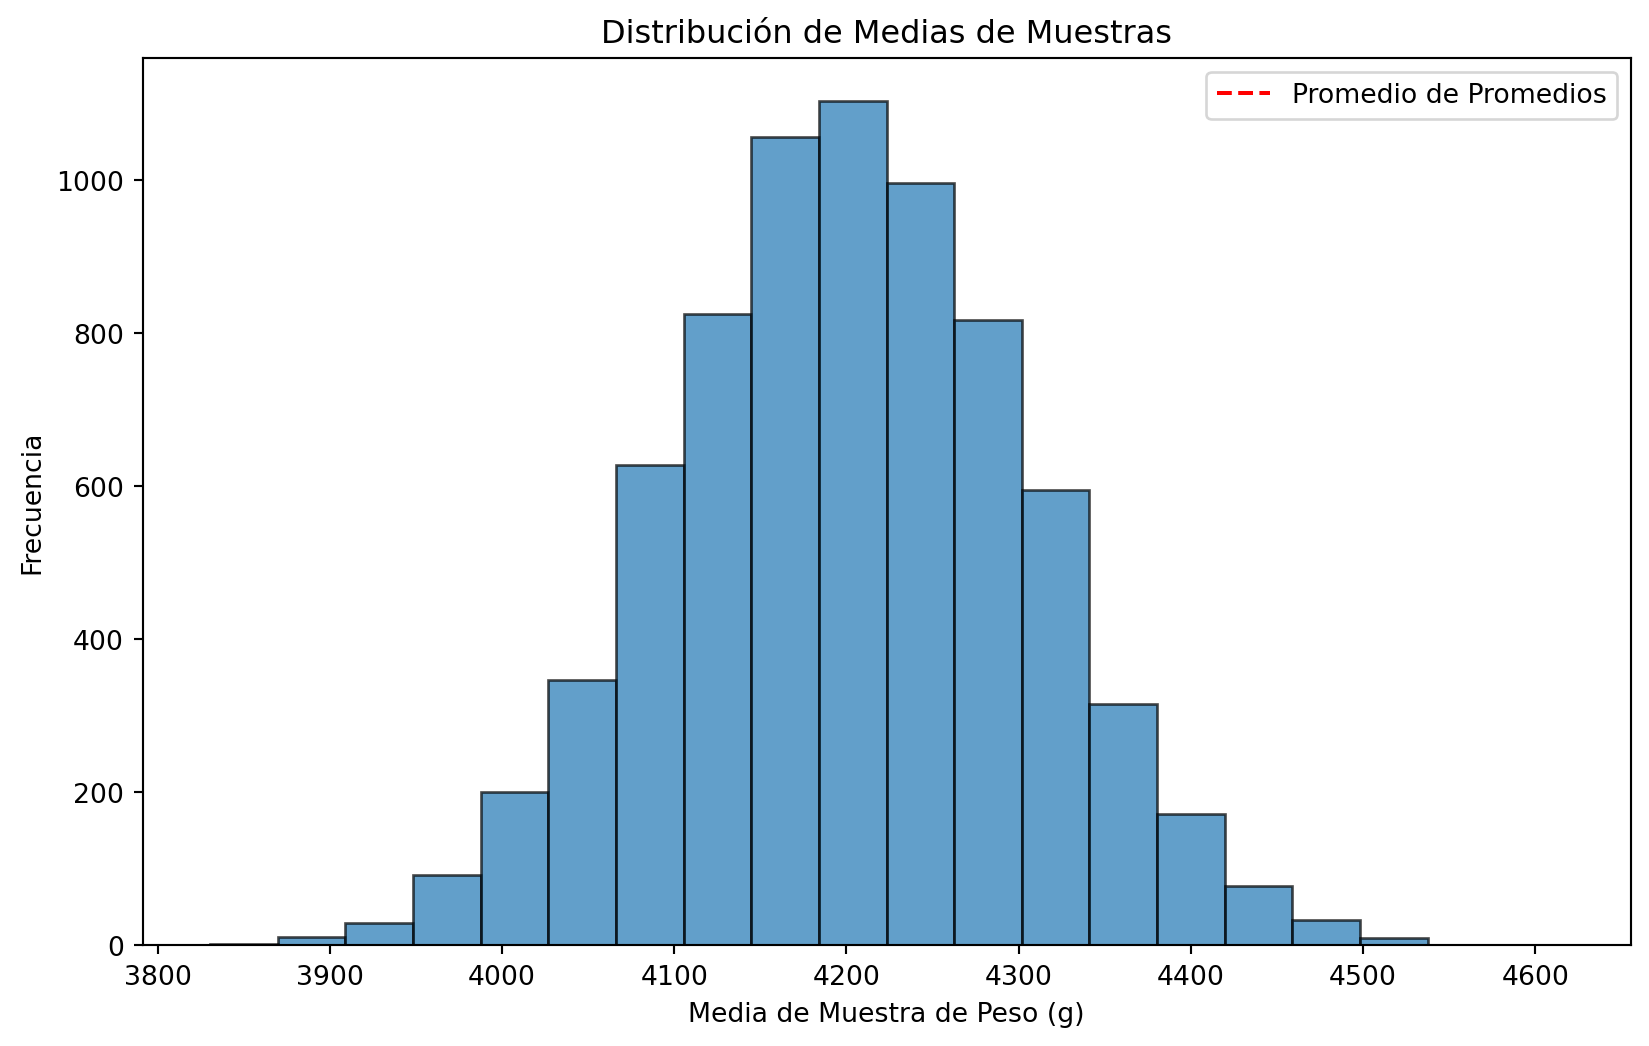 Distribución de Medias de Muestras
Promedio de Promedios
Frecuencia
1000
800
600
400
200
0
3800 3900 4000 4100 4200 4300 4400 4500 4600
Media de Muestra de Peso (g)